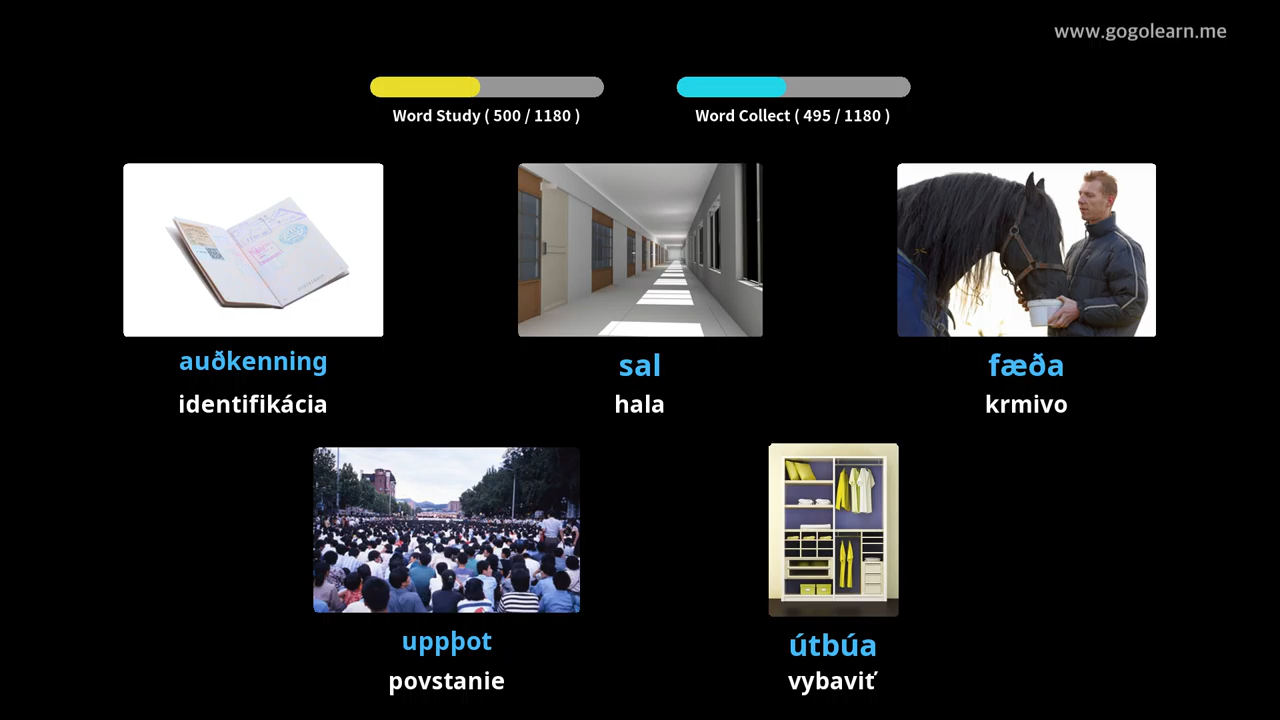 www.gogolearn.me
Word Study ( 500 / 1180 )
Word Collect ( 495 / 1180 )
auðkenning
identifikácia
sal
hala
fæða
krmivo
uppþot
povstanie
útbúa
vybaviť